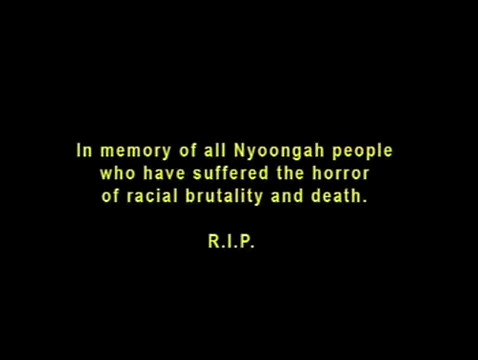 In memory of all Nyoongah people
who have suffered the horror
of racial brutality and death.
R.I.P.